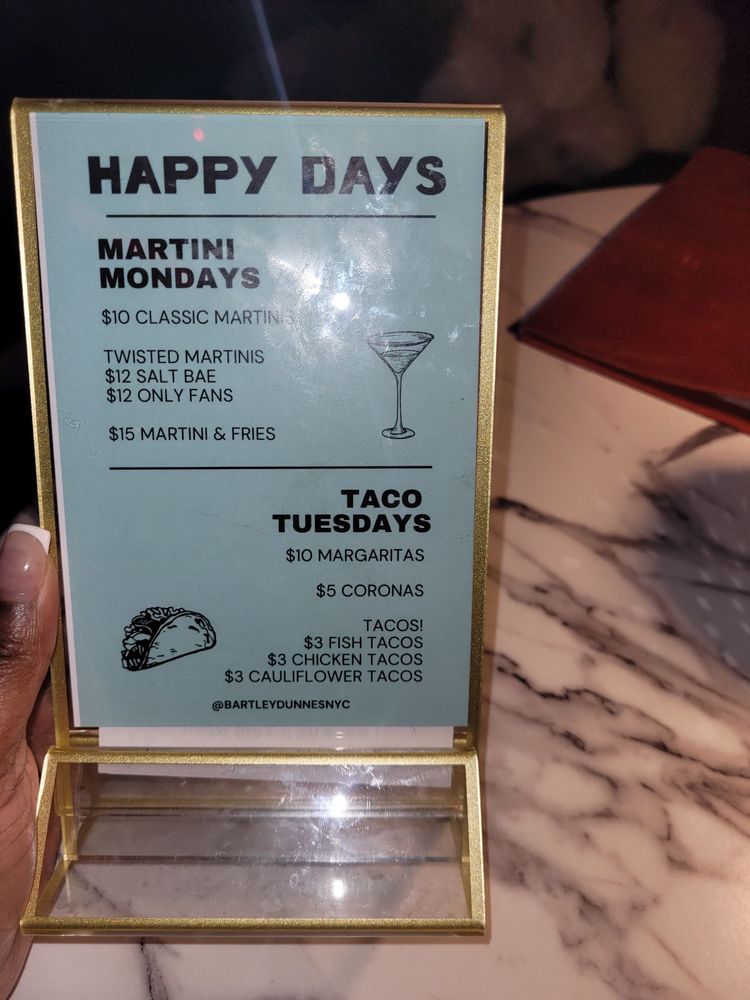 HAPPY DAYS
MARTINI
MONDAYS
$10 CLASSIC MARTINIS
TWISTED MARTINIS
$12 SALT BAE
$12 ONLY FANS
$15 MARTINI & FRIES
TACO
TUESDAYS
$10 MARGARITAS
$5 CORONAS
TACOS!
$3 FISH TACOS
$3 CHICKEN TACOS
$3 CAULIFLOWER TACOS
@BARTLEYDUNNESNYC